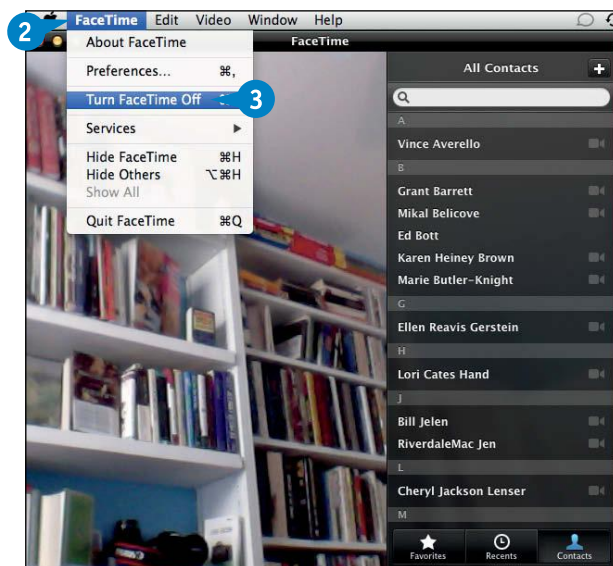 2 FaceTime Edit Video Window Help
FaceTime
About FaceTime
Preferences... ⌘,
Turn FaceTime Off 3
Services ▶
Hide FaceTime ⌘H
Hide Others ⌥⌘H
Show All
Quit FaceTime ⌘Q
All Contacts +
A
Vince Averello
B
Grant Barrett
Mikal Belicove
Ed Bott
Karen Heiney Brown
Marie Butler-Knight
G
Ellen Reavis Gerstein
H
Lori Cates Hand
J
Bill Jelen
RiverdaleMac Jen
L
Cheryl Jackson Lenser
M
Favorites Recents Contacts